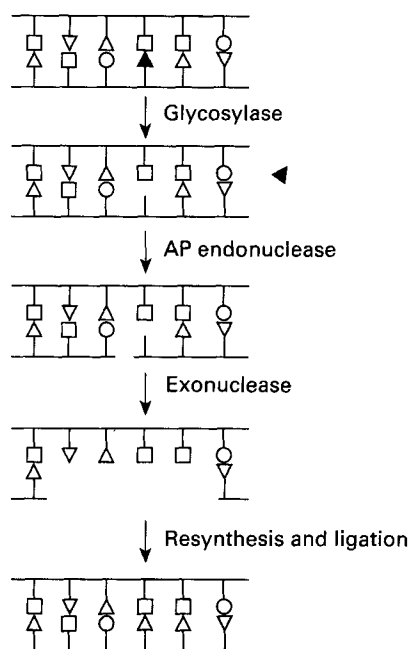 Glycosylase
AP endonuclease
Exonuclease
Resynthesis and ligation